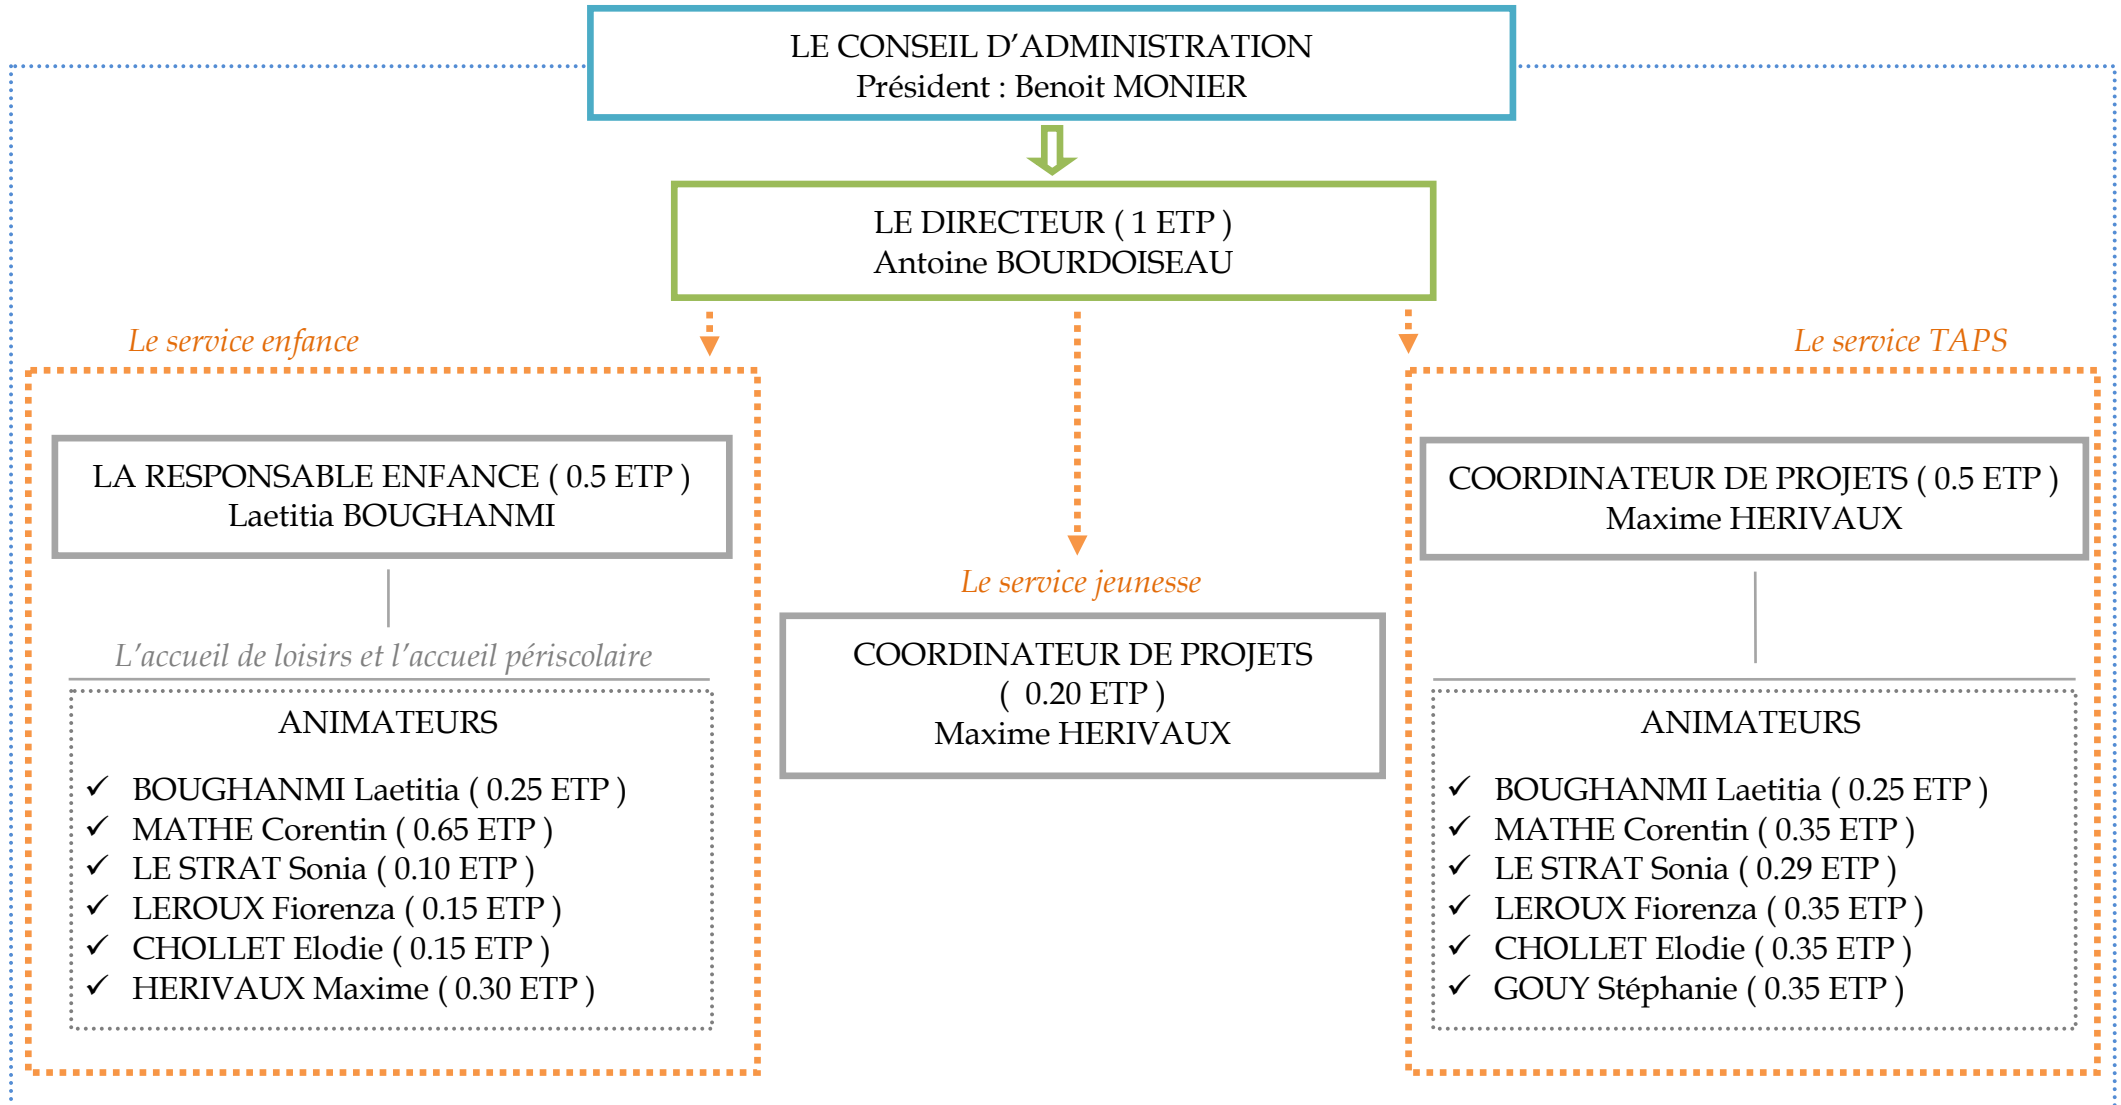 LE CONSEIL D’ADMINISTRATION
Président : Benoit MONIER
LE DIRECTEUR ( 1 ETP )
Antoine BOURDOISEAU
Le service enfance
LA RESPONSABLE ENFANCE ( 0.5 ETP )
Laetitia BOUGHANMI
L’accueil de loisirs et l’accueil périscolaire
ANIMATEURS
✓ BOUGHANMI Laetitia ( 0.25 ETP )
✓ MATHE Corentin ( 0.65 ETP )
✓ LE STRAT Sonia ( 0.10 ETP )
✓ LEROUX Fiorenza ( 0.15 ETP )
✓ CHOLLET Elodie ( 0.15 ETP )
✓ HERIVAUX Maxime ( 0.30 ETP )
Le service jeunesse
COORDINATEUR DE PROJETS
( 0.20 ETP )
Maxime HERIVAUX
Le service TAPS
COORDINATEUR DE PROJETS ( 0.5 ETP )
Maxime HERIVAUX
ANIMATEURS
✓ BOUGHANMI Laetitia ( 0.25 ETP )
✓ MATHE Corentin ( 0.35 ETP )
✓ LE STRAT Sonia ( 0.29 ETP )
✓ LEROUX Fiorenza ( 0.35 ETP )
✓ CHOLLET Elodie ( 0.35 ETP )
✓ GOUY Stéphanie ( 0.35 ETP )